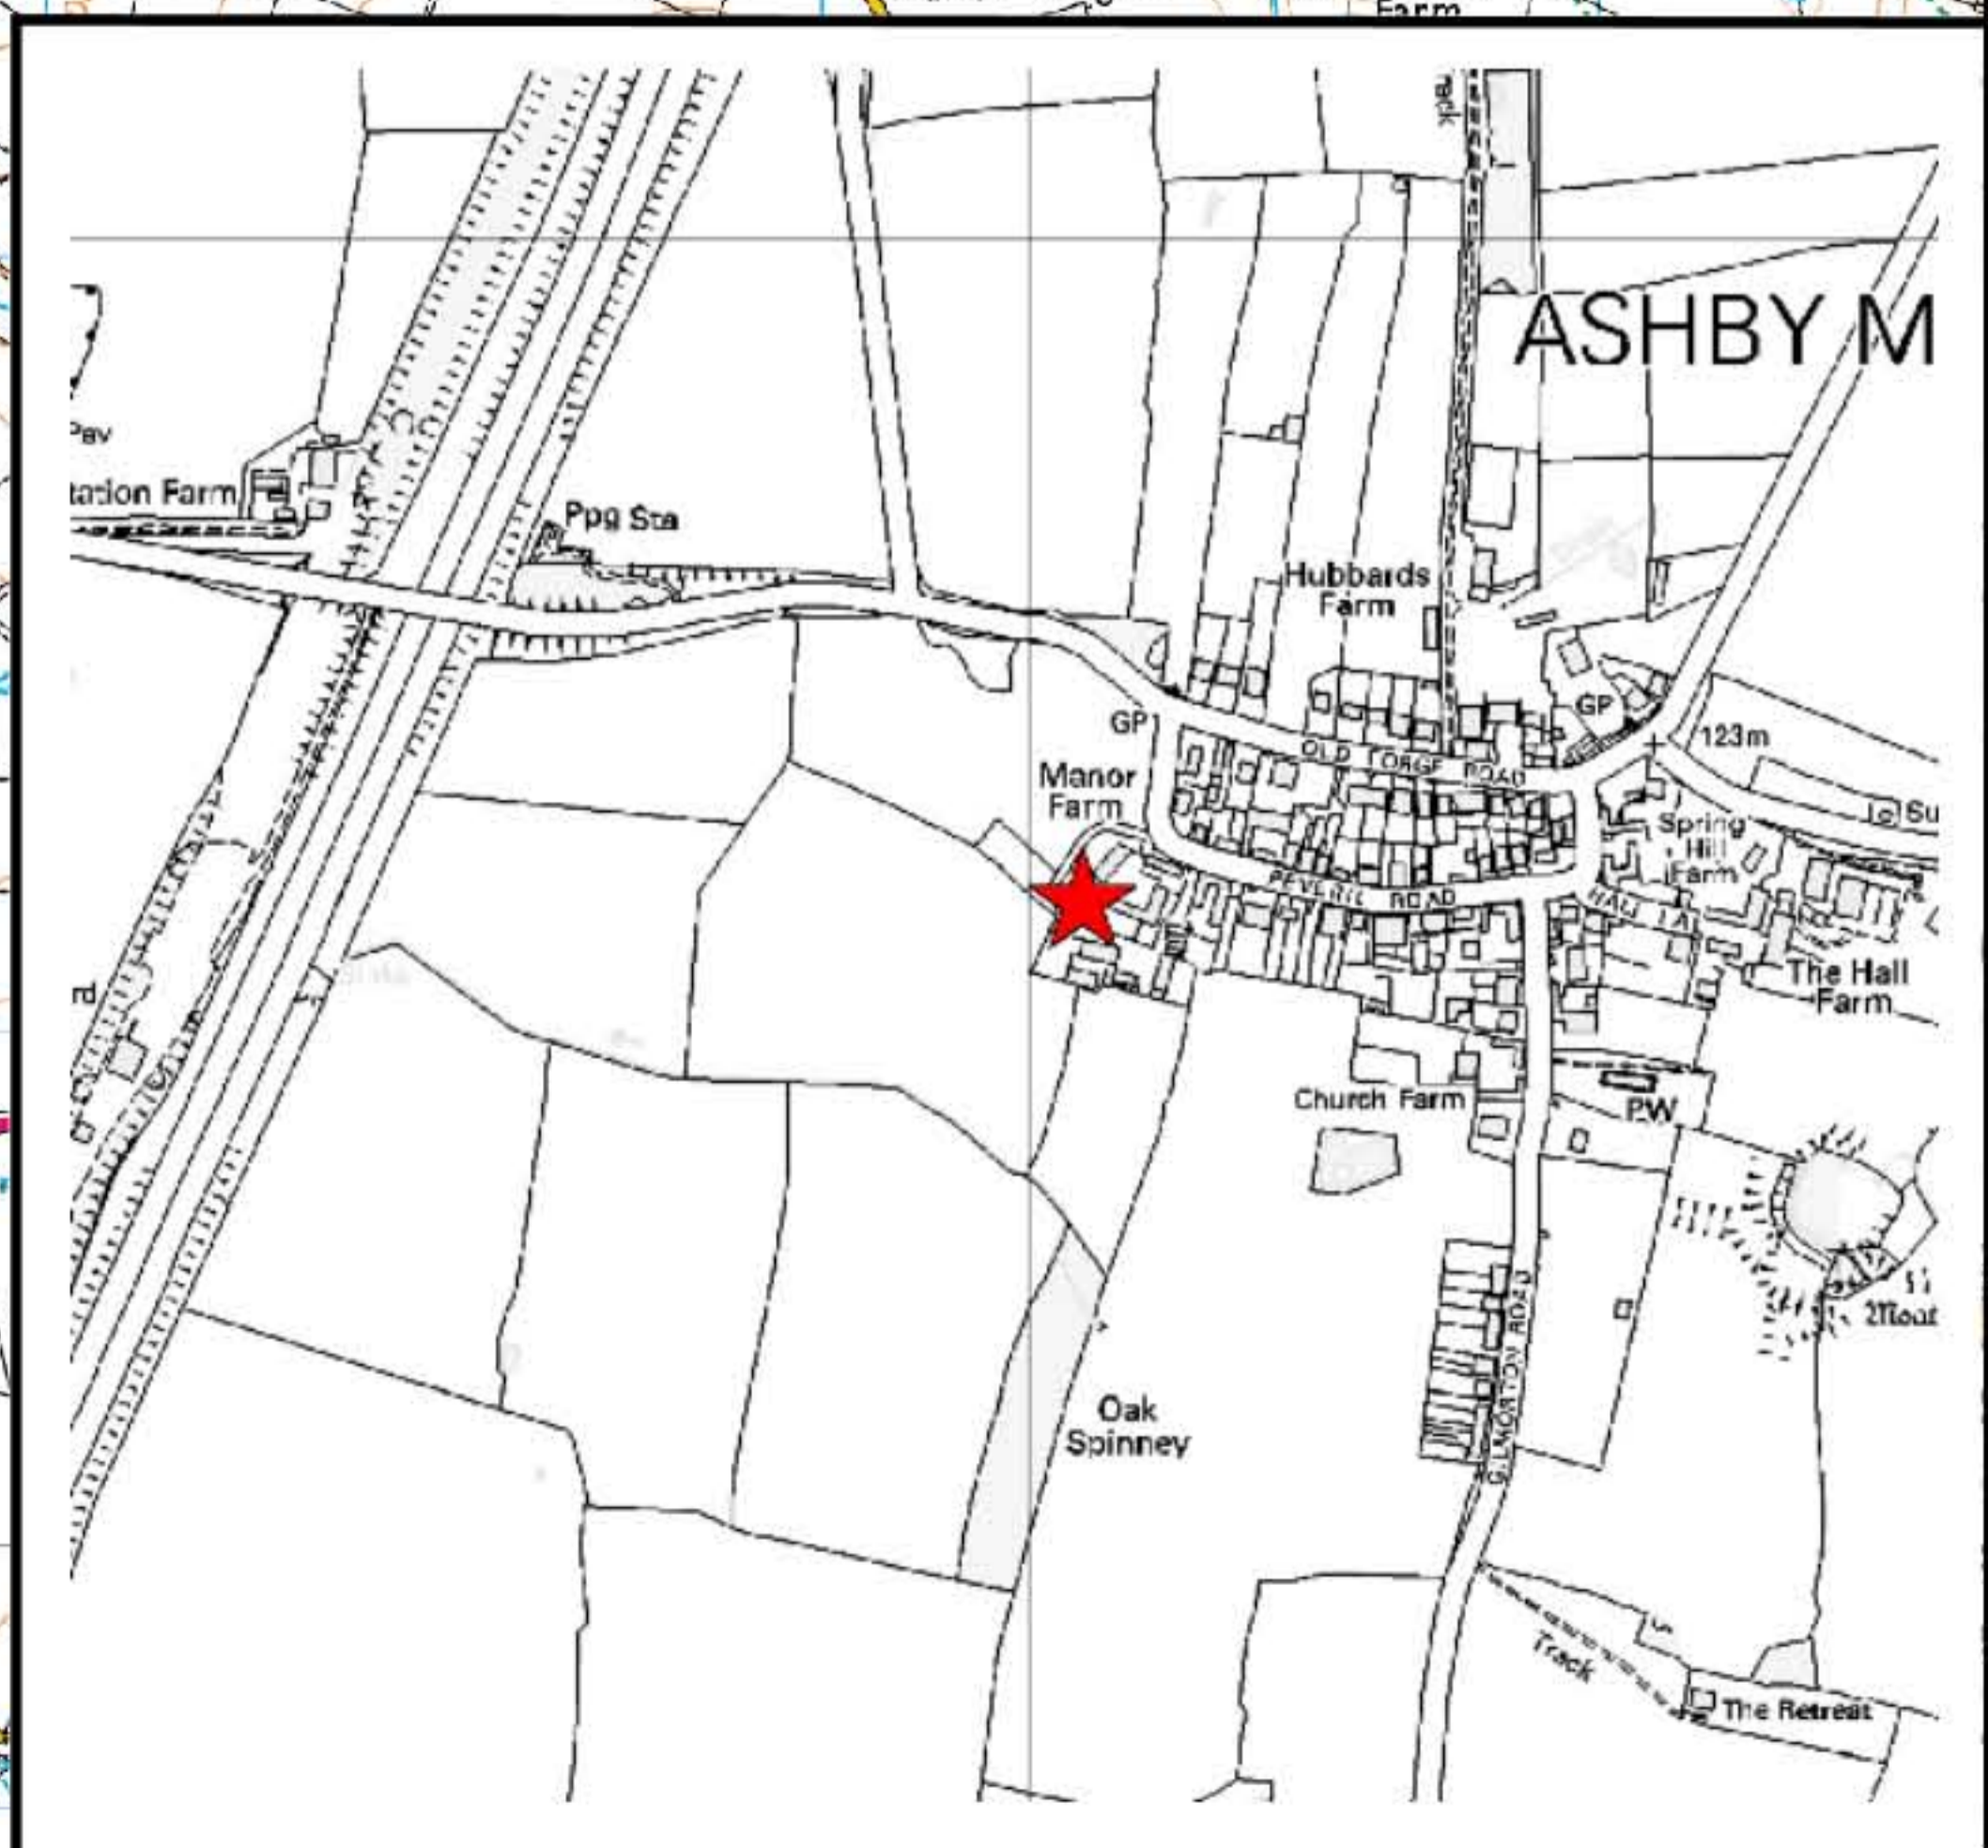 Farm
ASHBY M
Pav
tation Farm
Ppg Sta
Hubbards
Farm
GP
GP
123m
OLD FORGE ROAD
Manor
Farm
Su
Spring
Hill
Farm
PEVERIL ROAD
HALL LA
rd
The Hall
Farm
Church Farm
PW
Moat
GILMORTON ROAD
Oak
Spinney
Track
The Retreat